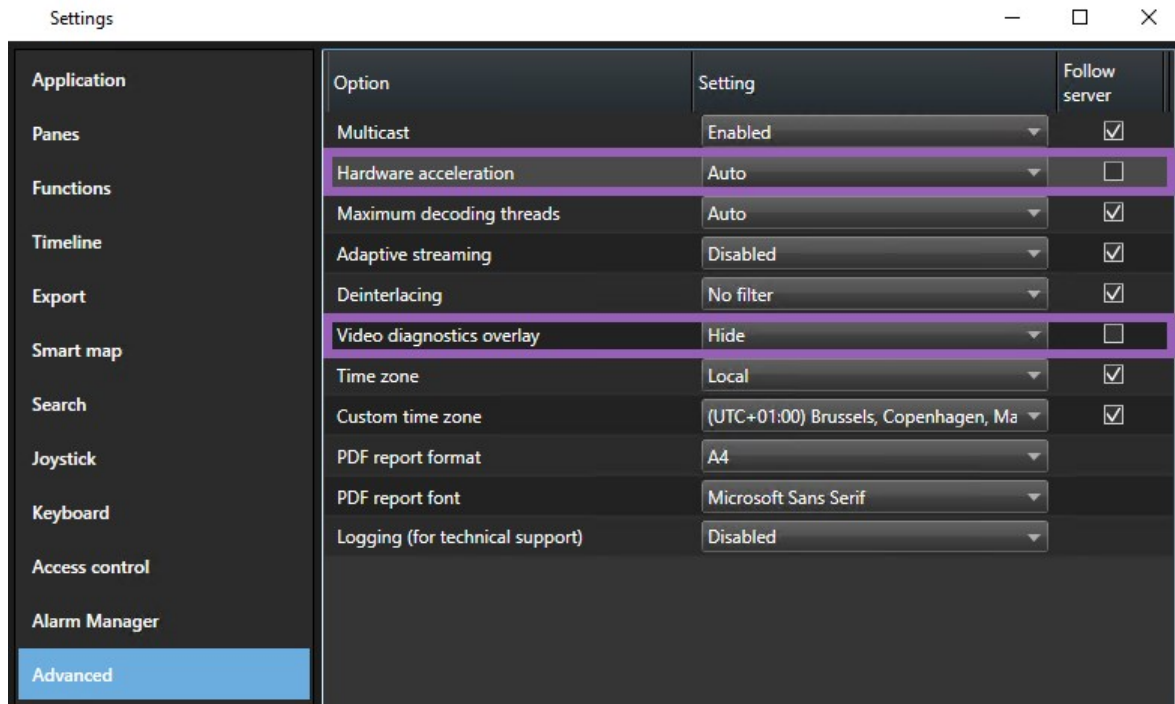 Settings
Application
Panes
Functions
Timeline
Export
Smart map
Search
Joystick
Keyboard
Access control
Alarm Manager
Advanced
Option Setting Follow server
Multicast Enabled
Hardware acceleration Auto
Maximum decoding threads Auto
Adaptive streaming Disabled
Deinterlacing No filter
Video diagnostics overlay Hide
Time zone Local
Custom time zone (UTC+01:00) Brussels, Copenhagen, Ma
PDF report format A4
PDF report font Microsoft Sans Serif
Logging (for technical support) Disabled